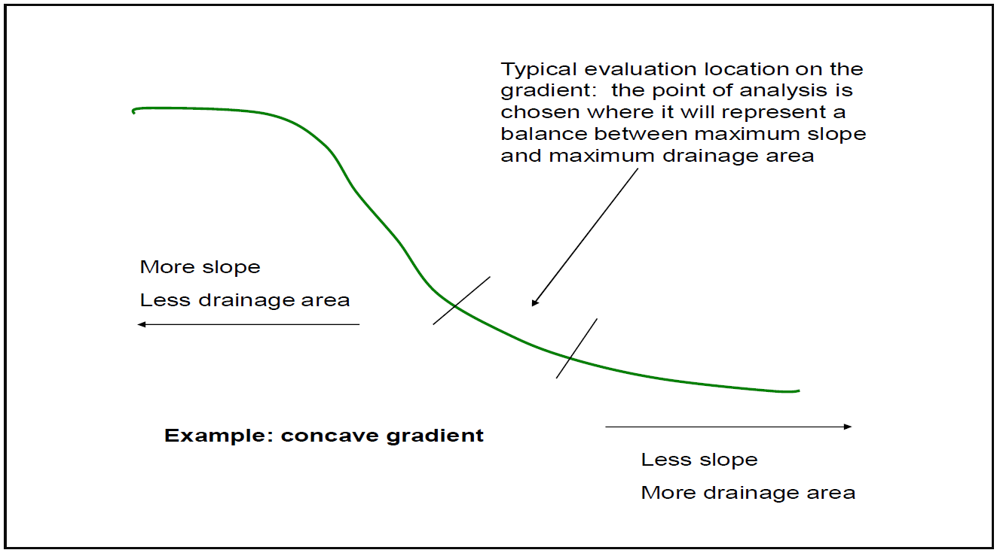 Typical evaluation location on the
gradient:  the point of analysis is
chosen where it will represent a
balance between maximum slope
and maximum drainage area
More slope
Less drainage area
Example: concave gradient
Less slope
More drainage area